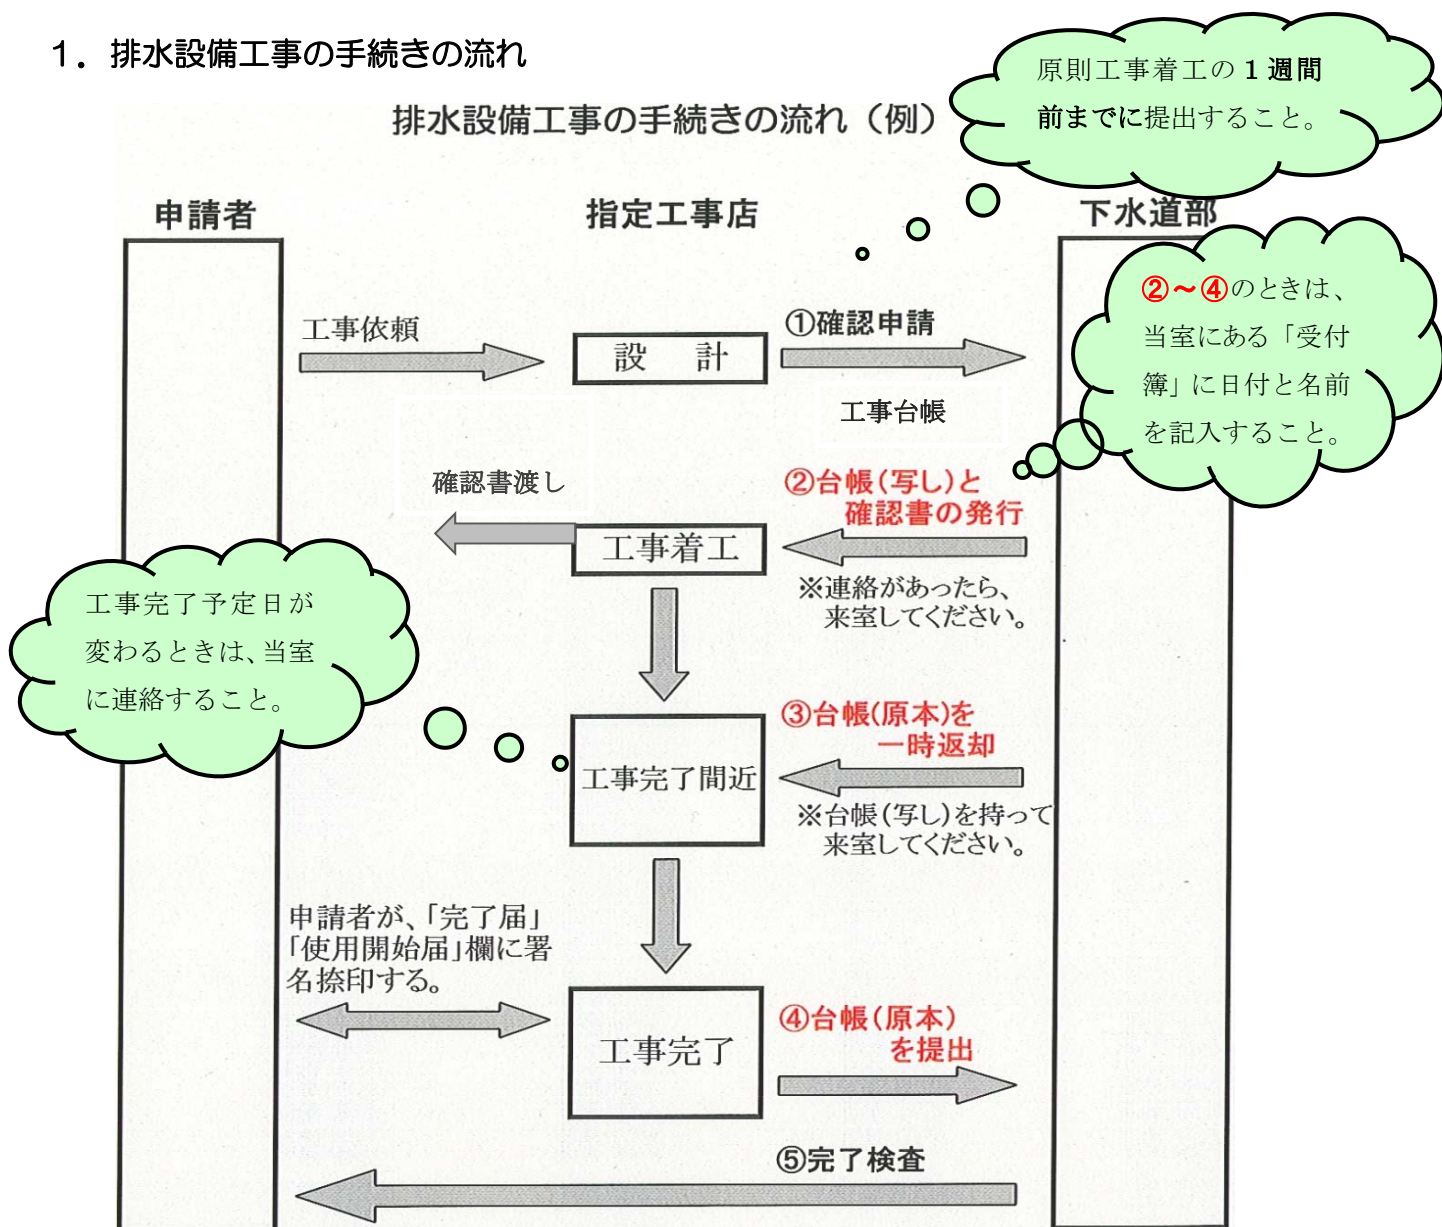 １．排水設備工事の手続きの流れ
排水設備工事の手続きの流れ（例）
原則工事着工の１週間
前までに提出すること。
申請者
指定工事店
下水道部
②～④のときは、
当室にある「受付
簿」に日付と名前
を記入すること。
工事依頼
設　計
①確認申請
工事台帳
確認書渡し
②台帳(写し)と
確認書の発行
工事着工
※連絡があったら、
来室してください。
工事完了予定日が
変わるときは、当室
に連絡すること。
③台帳(原本)を
一時返却
工事完了間近
※台帳(写し)を持って
来室してください。
申請者が、「完了届」
「使用開始届」欄に署
名捺印する。
工事完了
④台帳(原本)
を提出
⑤完了検査